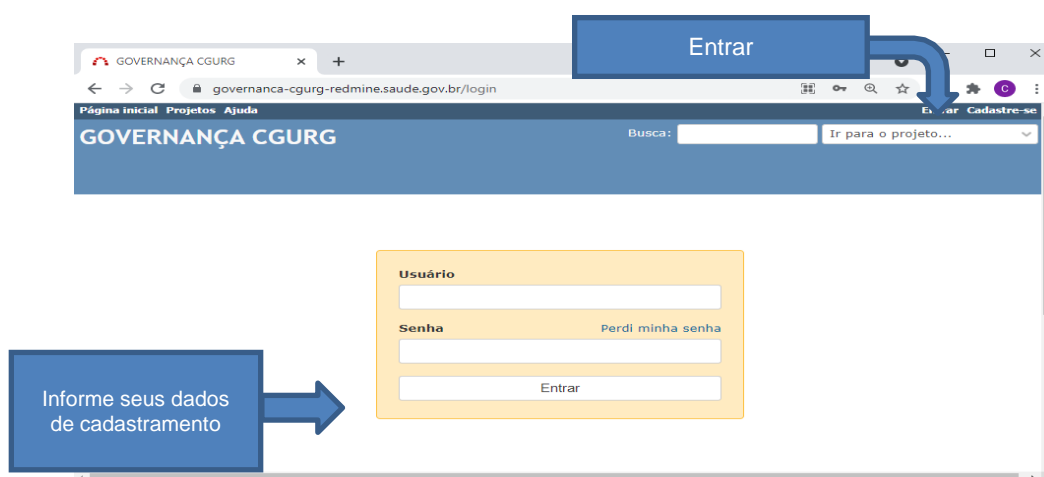 Entrar
GOVERNANÇA CGURG
governanca-cgurg-redmine.saude.gov.br/login
C
Página inicial Projetos Ajuda
Cadastre-se
GOVERNANÇA CGURG
Busca:
Ir para o projeto...
Usuário
Senha
Perdi minha senha
Entrar
Informe seus dados
de cadastramento